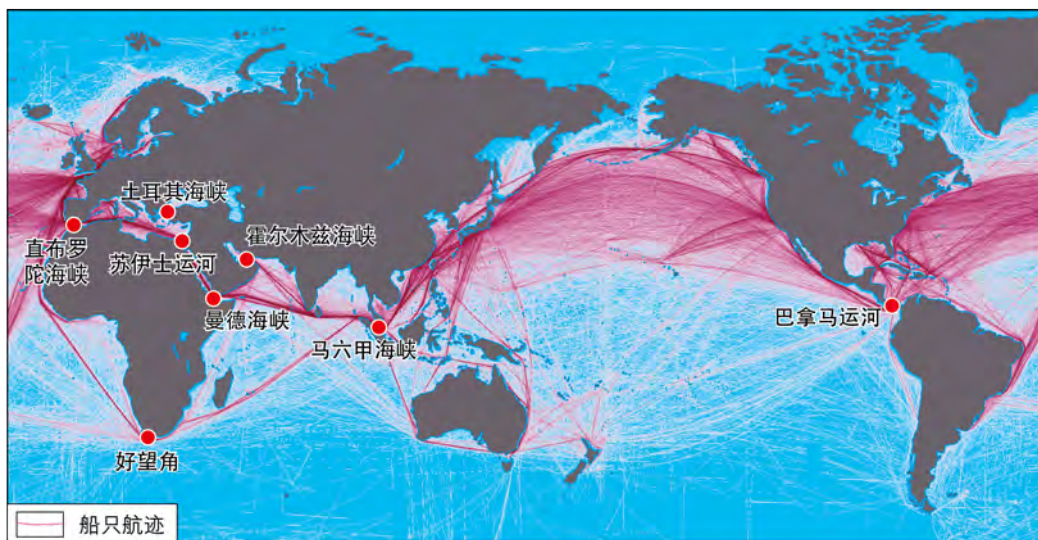 土耳其海峡
直布罗
陀海峡
苏伊士运河
霍尔木兹海峡
曼德海峡
马六甲海峡
巴拿马运河
好望角
船只航迹